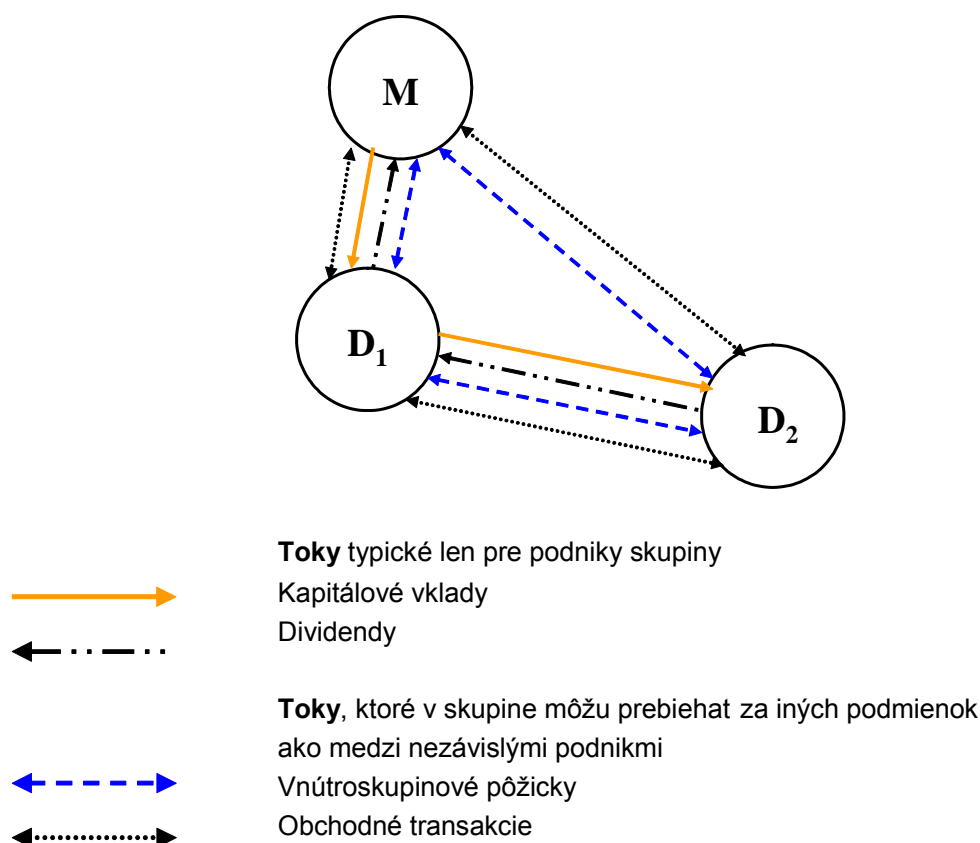 M
D1
D2
Toky typické len pre podniky skupiny
Kapitálové vklady
Dividendy
Toky, ktoré v skupine môžu prebiehat za iných podmienok
ako medzi nezávislými podnikmi
Vnútroskupinové pôžicky
Obchodné transakcie